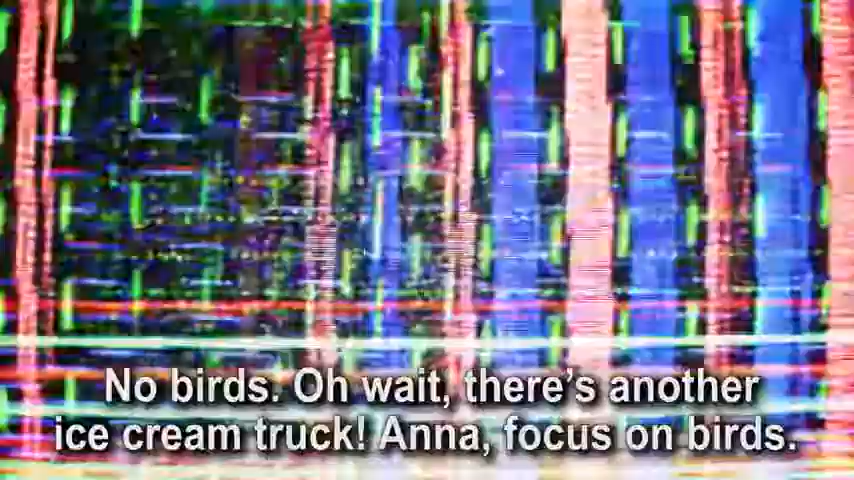 No birds. Oh wait, there’s another
ice cream truck! Anna, focus on birds.